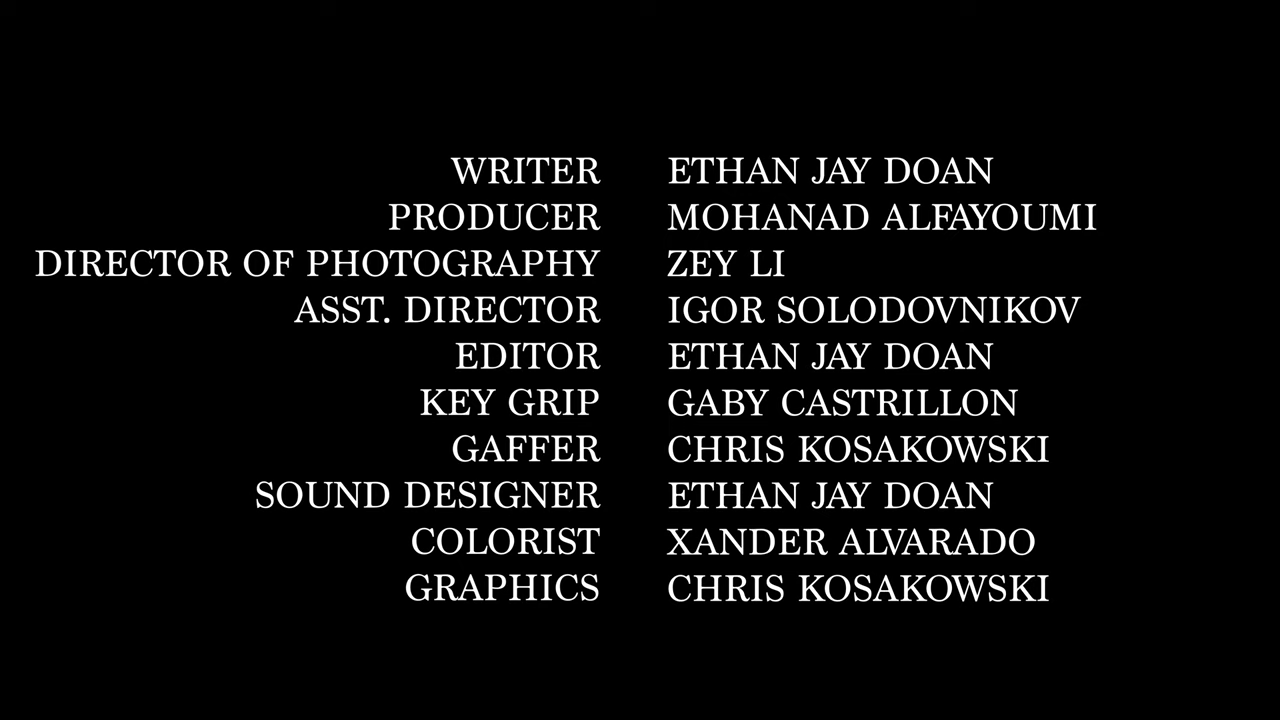 WRITER ETHAN JAY DOAN
PRODUCER MOHANAD ALFAYOUMI
DIRECTOR OF PHOTOGRAPHY ZEY LI
ASST. DIRECTOR IGOR SOLODOVNIKOV
EDITOR ETHAN JAY DOAN
KEY GRIP GABY CASTRILLON
GAFFER CHRIS KOSAKOWSKI
SOUND DESIGNER ETHAN JAY DOAN
COLORIST XANDER ALVARADO
GRAPHICS CHRIS KOSAKOWSKI